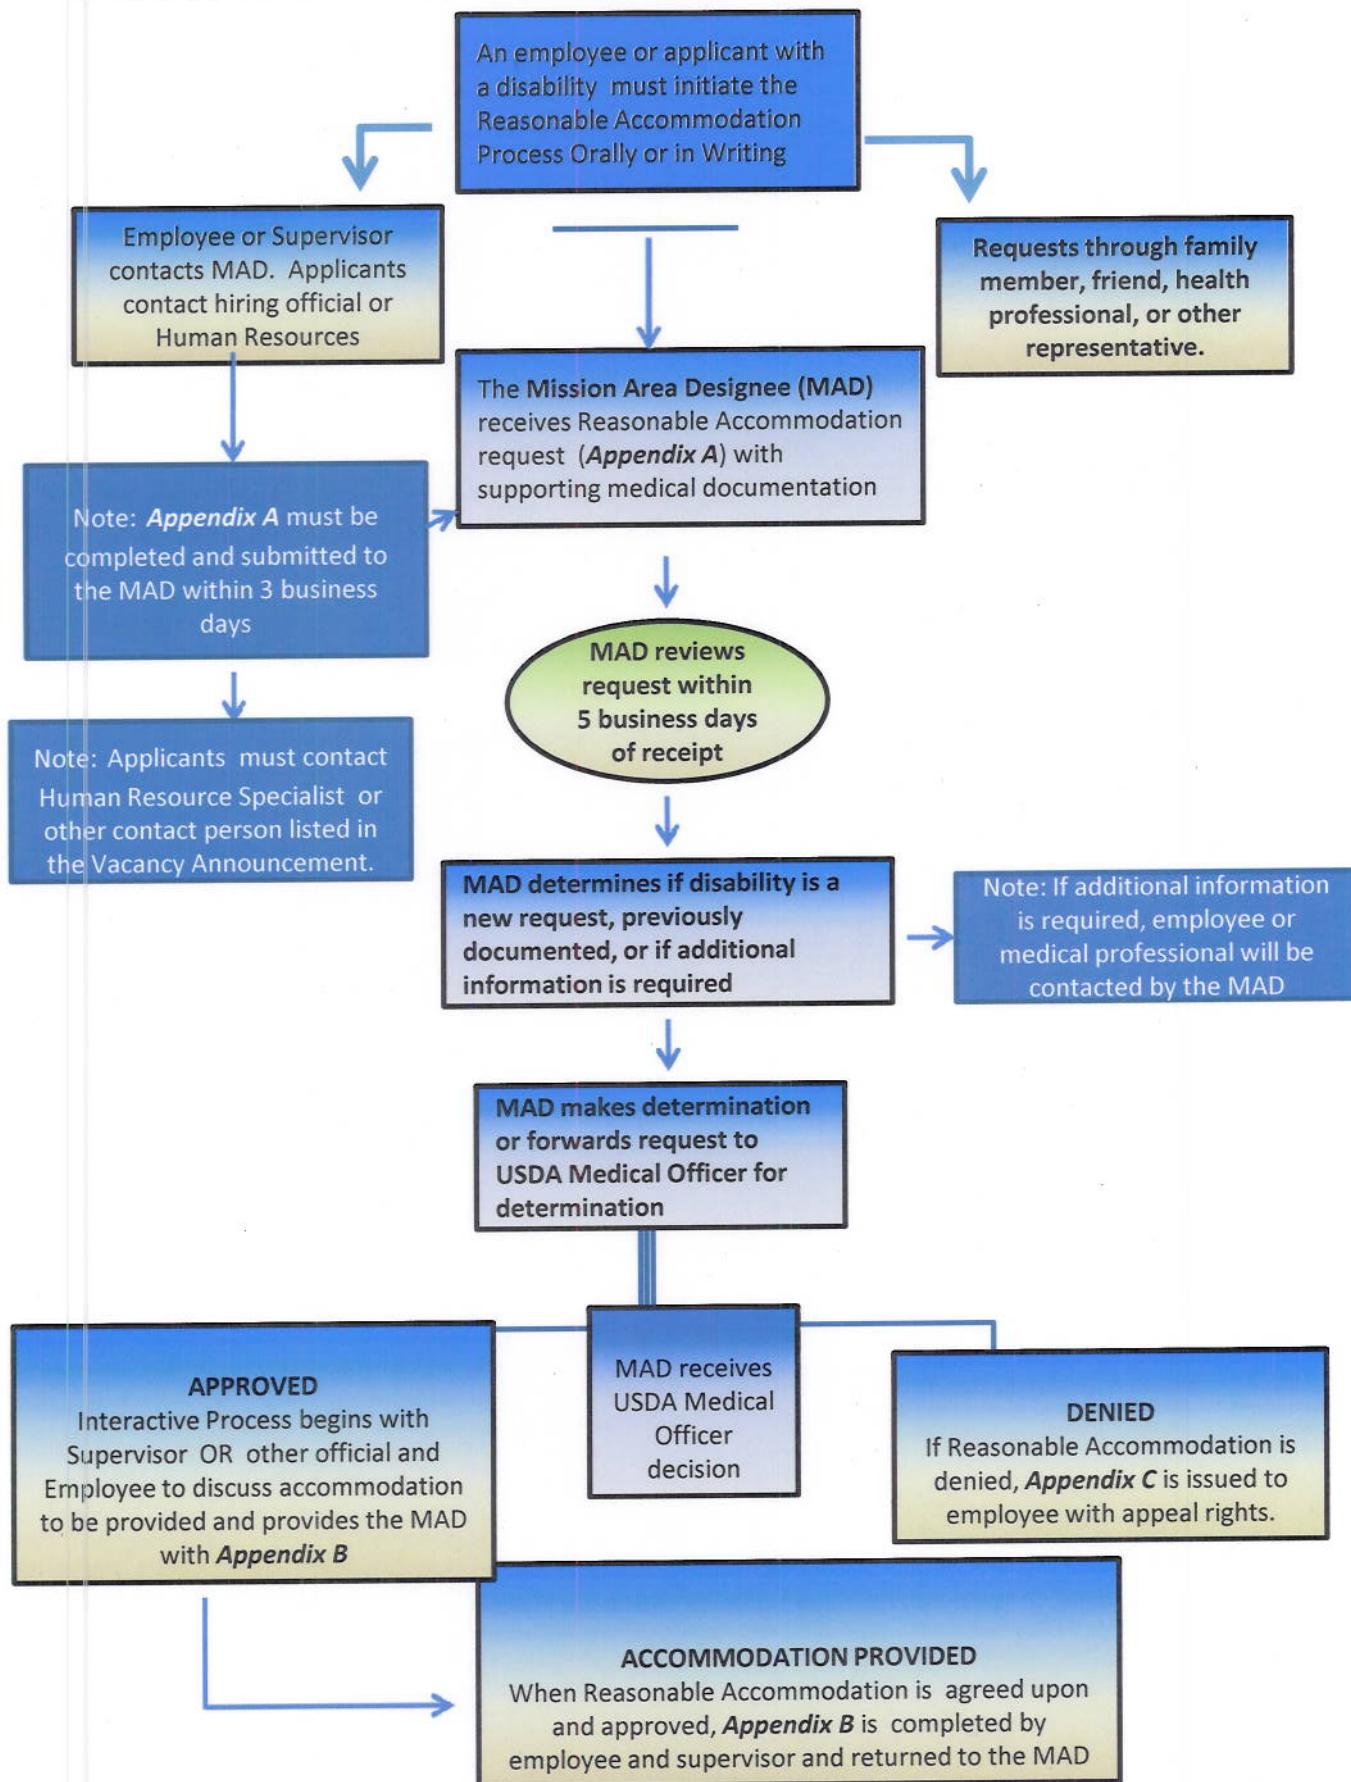 An employee or applicant with
a disability must initiate the
Reasonable Accommodation
Process Orally or in Writing
Employee or Supervisor
contacts MAD. Applicants
contact hiring official or
Human Resources
Requests through family
member, friend, health
professional, or other
representative.
The Mission Area Designee (MAD)
receives Reasonable Accommodation
request (Appendix A) with
supporting medical documentation
Note: Appendix A must be
completed and submitted to
the MAD within 3 business
days
MAD reviews
request within
5 business days
of receipt
Note: Applicants must contact
Human Resource Specialist or
other contact person listed in
the Vacancy Announcement.
MAD determines if disability is a
new request, previously
documented, or if additional
information is required
Note: If additional information
is required, employee or
medical professional will be
contacted by the MAD
MAD makes determination
or forwards request to
USDA Medical Officer for
determination
APPROVED
Interactive Process begins with
Supervisor OR other official and
Employee to discuss accommodation
to be provided and provides the MAD
with Appendix B
MAD receives
USDA Medical
Officer
decision
DENIED
If Reasonable Accommodation is
denied, Appendix C is issued to
employee with appeal rights.
ACCOMMODATION PROVIDED
When Reasonable Accommodation is agreed upon
and approved, Appendix B is completed by
employee and supervisor and returned to the MAD